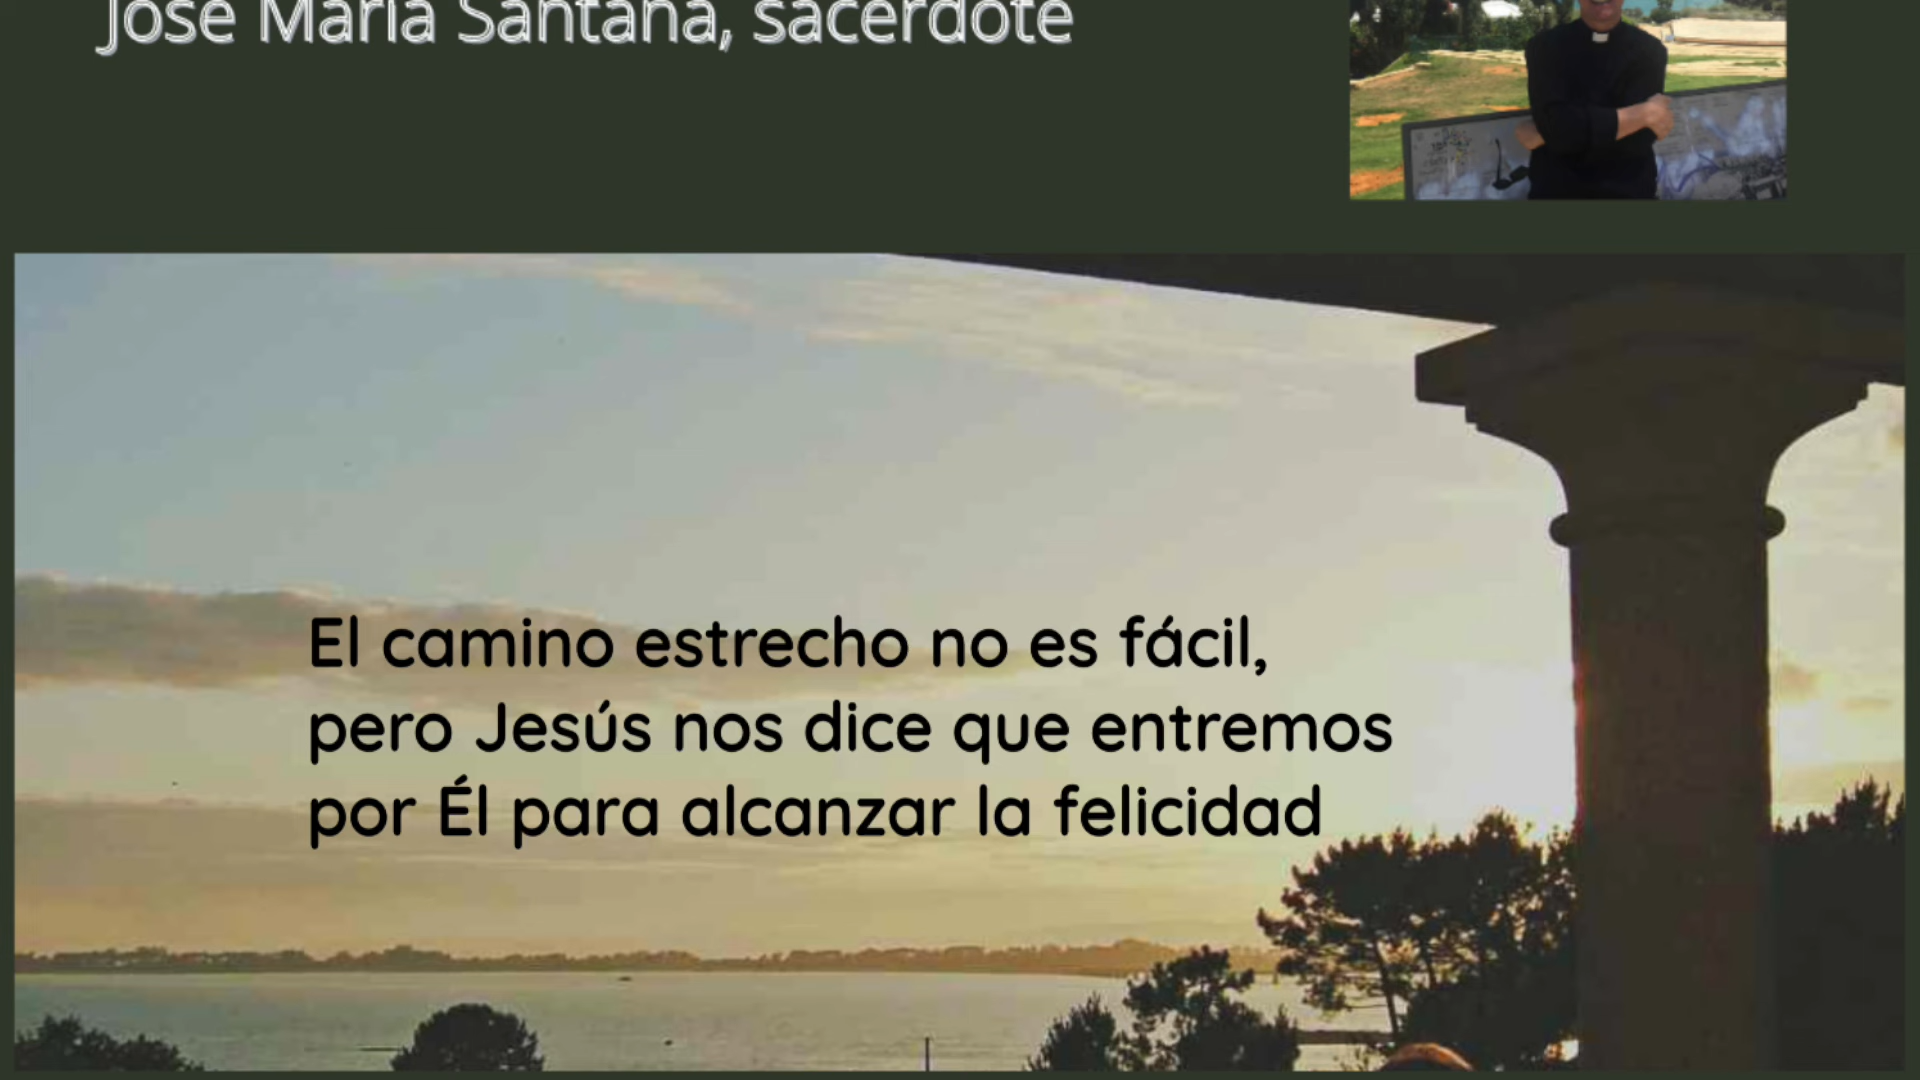 José María Santana, sacerdote
El camino estrecho no es fácil,
pero Jesús nos dice que entremos
por Él para alcanzar la felicidad